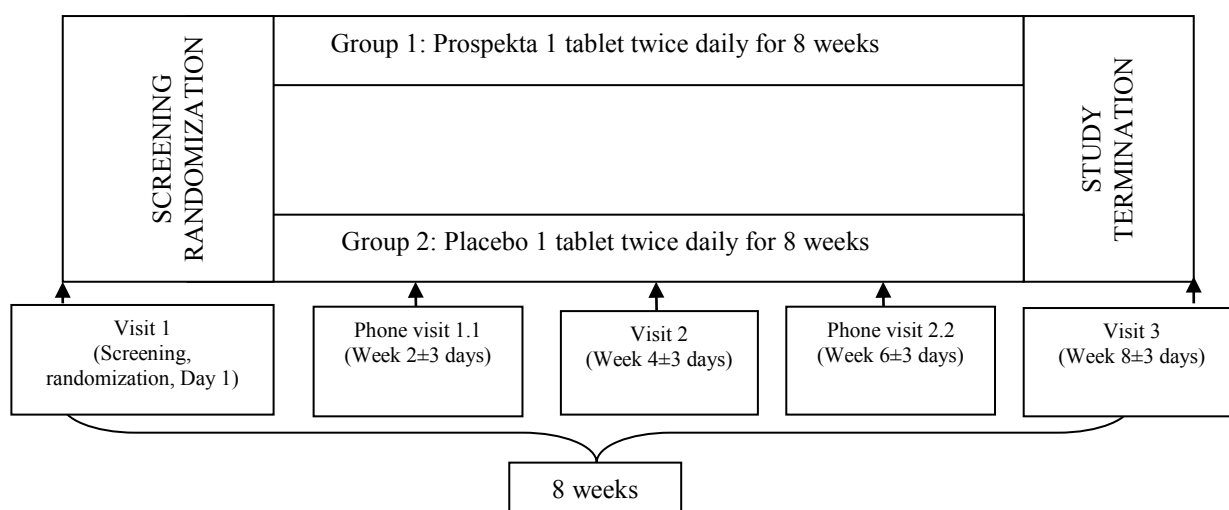 Group 1: Prospekta 1 tablet twice daily for 8 weeks
SCREENING
RANDOMIZATION
STUDY
TERMINATION
Group 2: Placebo 1 tablet twice daily for 8 weeks
Visit 1
(Screening,
randomization, Day 1)
Phone visit 1.1
(Week 2±3 days)
Visit 2
(Week 4±3 days)
Phone visit 2.2
(Week 6±3 days)
Visit 3
(Week 8±3 days)
8 weeks